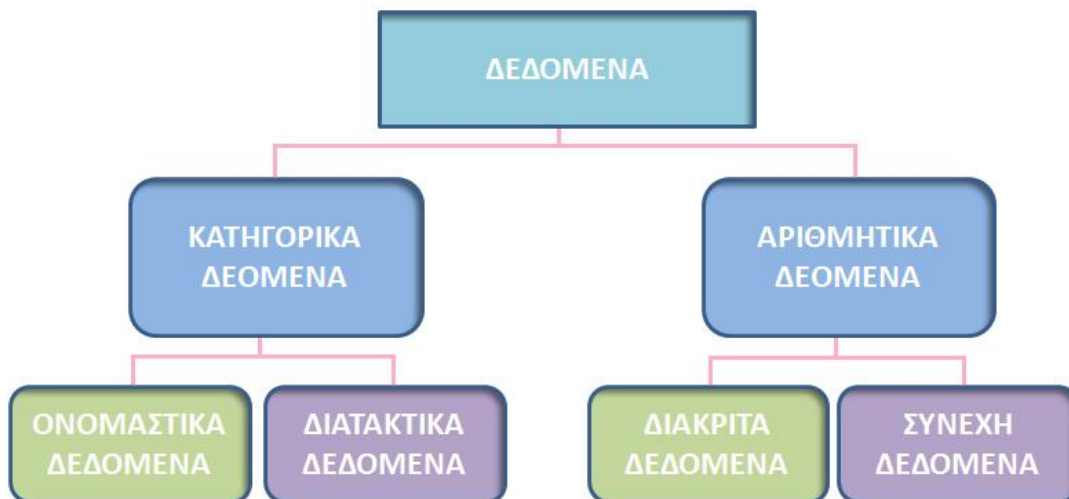 ΔΕΔΟΜΕΝΑ
ΚΑΤΗΓΟΡΙΚΑ
ΔΕΟΜΕΝΑ
ΑΡΙΘΜΗΤΙΚΑ
ΔΕΟΜΕΝΑ
ΟΝΟΜΑΣΤΙΚΑ
ΔΕΔΟΜΕΝΑ
ΔΙΑΤΑΚΤΙΚΑ
ΔΕΔΟΜΕΝΑ
ΔΙΑΚΡΙΤΑ
ΔΕΔΟΜΕΝΑ
ΣΥΝΕΧΗ
ΔΕΔΟΜΕΝΑ